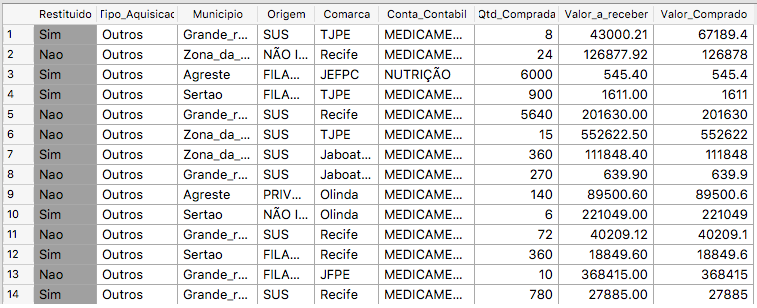 Restituido Tipo_Aquisicao Municipio Origem Comarca Conta_Contabil Qtd_Comprada Valor_a_receber Valor_Comprado
1 Sim Outros Grande_r... SUS TJPE MEDICAME... 8 43000.21 67189.4
2 Nao Outros Zona_da_... NÃO I... Recife MEDICAME... 24 126877.92 126878
3 Sim Outros Agreste FILA... JEFPC NUTRIÇÃO 6000 545.40 545.4
4 Sim Outros Sertao FILA... TJPE MEDICAME... 900 1611.00 1611
5 Nao Outros Grande_r... SUS Recife MEDICAME... 5640 201630.00 201630
6 Nao Outros Zona_da_... SUS TJPE MEDICAME... 15 552622.50 552622
7 Sim Outros Zona_da_... SUS Jaboat... MEDICAME... 360 111848.40 111848
8 Nao Outros Grande_r... SUS Jaboat... MEDICAME... 270 639.90 639.9
9 Nao Outros Agreste PRIV... Olinda MEDICAME... 140 89500.60 89500.6
10 Sim Outros Sertao NÃO I... Olinda MEDICAME... 6 221049.00 221049
11 Nao Outros Grande_r... SUS Recife MEDICAME... 72 40209.12 40209.1
12 Sim Outros Sertao FILA... Recife MEDICAME... 360 18849.60 18849.6
13 Nao Outros Grande_r... FILA... JFPE MEDICAME... 10 368415.00 368415
14 Sim Outros Grande_r... SUS Recife MEDICAME... 780 27885.00 27885